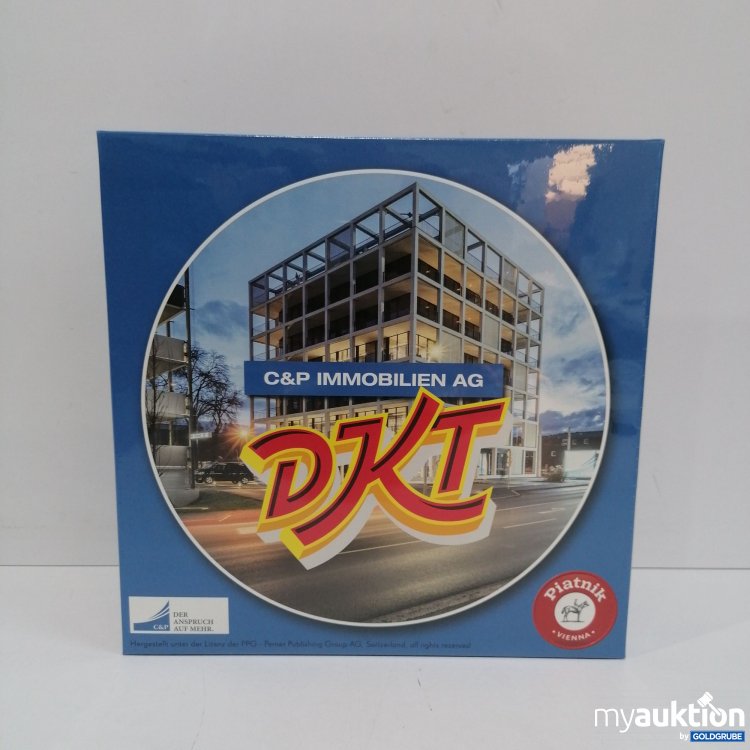 C&P IMMOBILIEN AG
DKT
C&P
DER
ANSPRUCH
AUF MEHR.
Piatnik
• VIENNA •
Hergestellt unter der Lizenz der PPG - Perner Publishing Group AG, Switzerland. all rights reserved
myauktion
by GOLDGRUBE